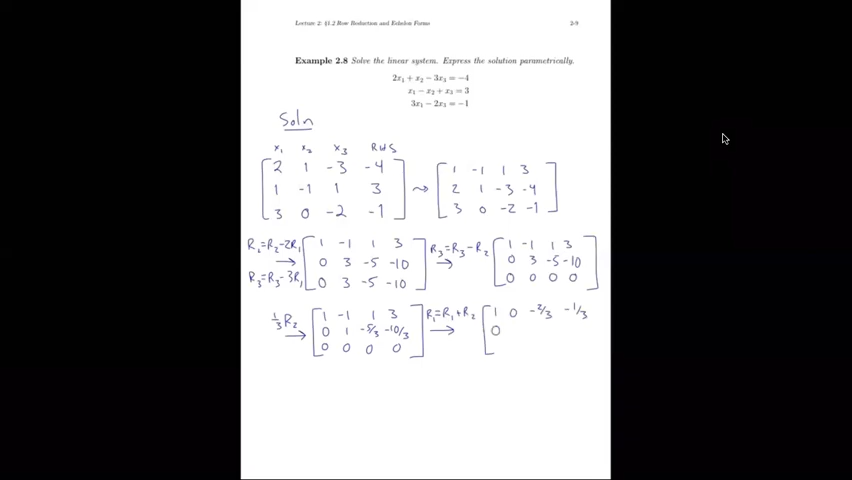 Lecture 2: §1.2 Row Reduction and Echelon Forms 2-9
Example 2.8 Solve the linear system. Express the solution parametrically.
2x₁ + x₂ − 3x₃ = −4
x₁ − x₂ + x₃ = 3
3x₁ − 2x₃ = −1
Soln
x₁ x₂ x₃ RHS
2 1 -3 -4 ⇝ 1 -1 1 3
1 -1 1 3 2 1 -3 -4
3 0 -2 -1 3 0 -2 -1
R₂=R₂-2R₁ 1 -1 1 3 R₃=R₃-R₂ 1 -1 1 3
→ 0 3 -5 -10 → 0 3 -5 -10
R₃=R₃-3R₁ 0 3 -5 -10 0 0 0 0
1/3 R₂ 1 -1 1 3 R₁=R₁+R₂ 1 0 -2/3 -1/3
→ 0 1 -5/3 -10/3 → 0
0 0 0 0